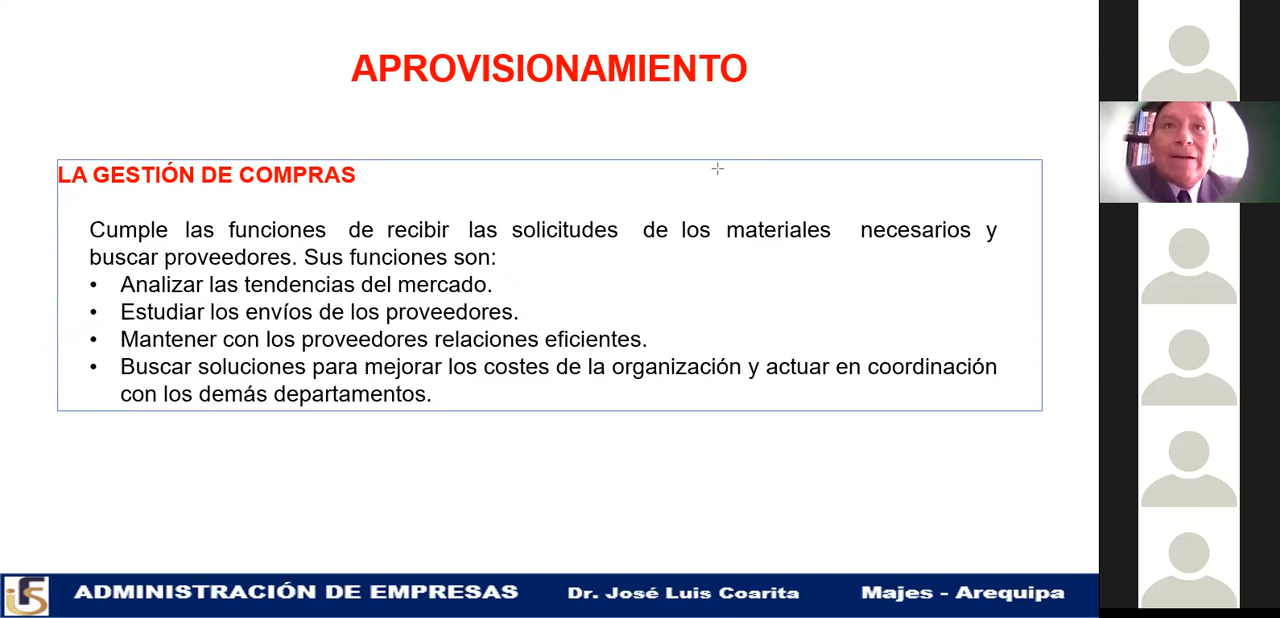 APROVISIONAMIENTO
LA GESTIÓN DE COMPRAS
Cumple las funciones de recibir las solicitudes de los materiales necesarios y
buscar proveedores. Sus funciones son:
• Analizar las tendencias del mercado.
• Estudiar los envíos de los proveedores.
• Mantener con los proveedores relaciones eficientes.
• Buscar soluciones para mejorar los costes de la organización y actuar en coordinación
con los demás departamentos.
ADMINISTRACIÓN DE EMPRESAS Dr. José Luis Coarita Majes - Arequipa